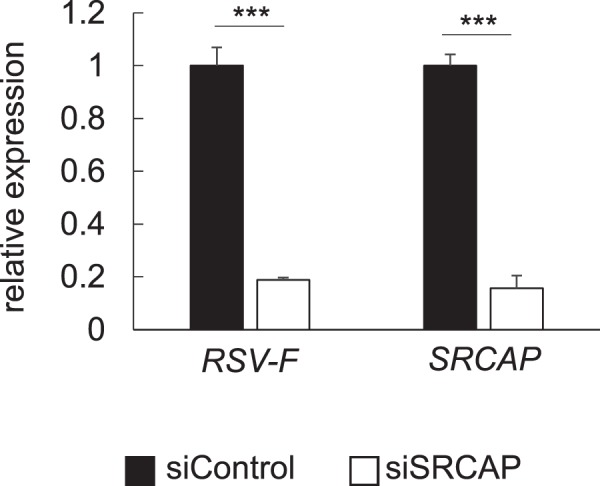 relative expression
1.2
1
0.8
0.6
0.4
0.2
0
***
***
RSV-F
SRCAP
siControl
siSRCAP